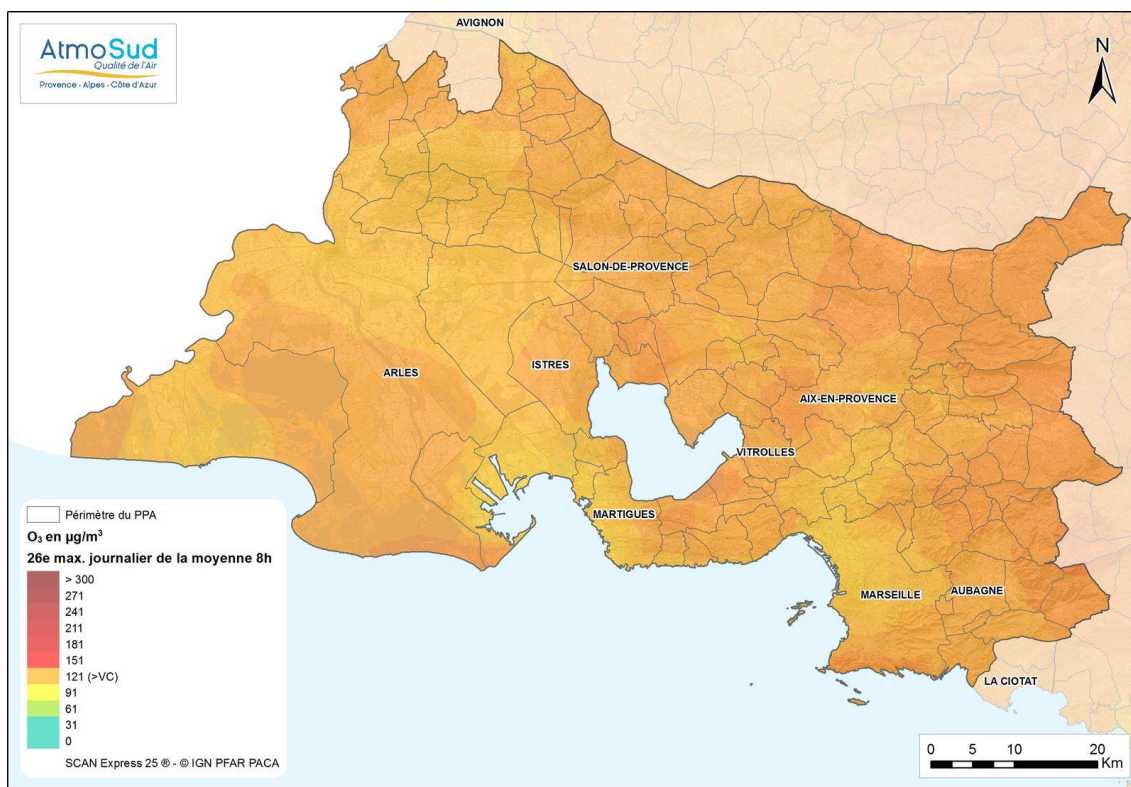 AtmoSud
Qualité de l'Air
Provenence - Alpes - Côte d'Azur
AVIGNON
N
SALON-DE-PROVENCE
ISTRES
ARLES
AIX-EN-PROVENCE
VITROLLES
MARTIGUES
MARSEILLE
AUBAGNE
LA CIOTAT
Périmètre du PPA
O₃ en µg/m³
26e max. journalier de la moyenne 8h
> 300
271
241
211
181
151
121 (>VC)
91
61
31
0
SCAN Express 25 ® - © IGN PFAR PACA
0 5 10 20
Km